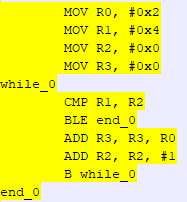 MOV R0, #0x2
MOV R1, #0x4
MOV R2, #0x0
MOV R3, #0x0
while_0
CMP R1, R2
BLE end_0
ADD R3, R3, R0
ADD R2, R2, #1
B while_0
end_0